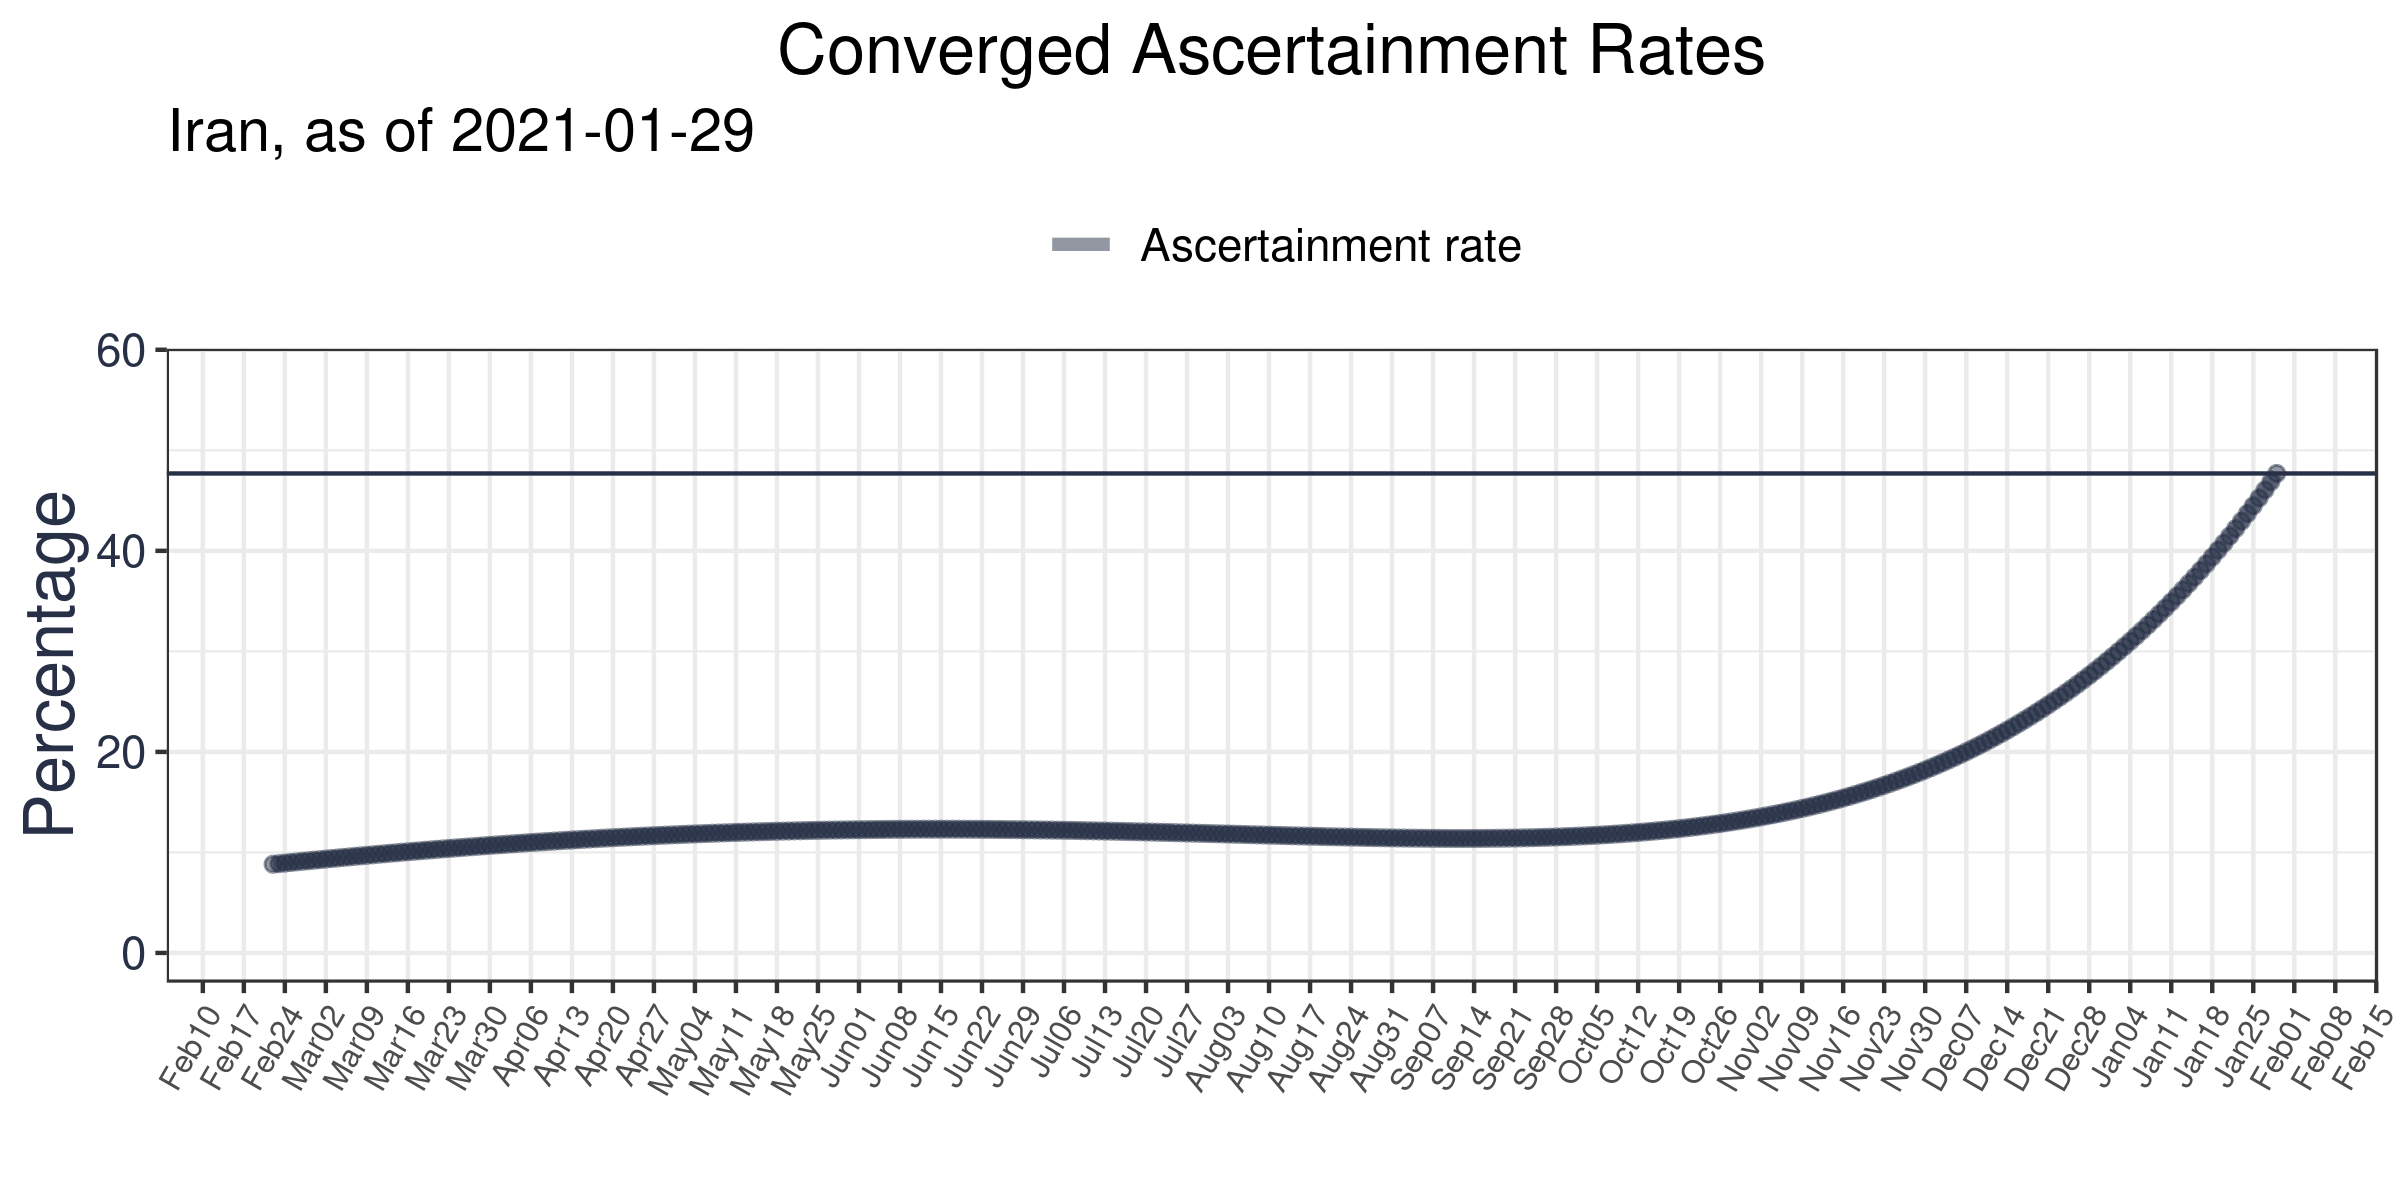 Converged Ascertainment Rates
Iran, as of 2021-01-29
Ascertainment rate
Percentage
60
40
20
0
Feb10
Feb17
Feb24
Mar02
Mar09
Mar16
Mar23
Mar30
Apr06
Apr13
Apr20
Apr27
May04
May11
May18
May25
Jun01
Jun08
Jun15
Jun22
Jun29
Jul06
Jul13
Jul20
Jul27
Aug03
Aug10
Aug17
Aug24
Aug31
Sep07
Sep14
Sep21
Sep28
Oct05
Oct12
Oct19
Oct26
Nov02
Nov09
Nov16
Nov23
Nov30
Dec07
Dec14
Dec21
Dec28
Jan04
Jan11
Jan18
Jan25
Feb01
Feb08
Feb15